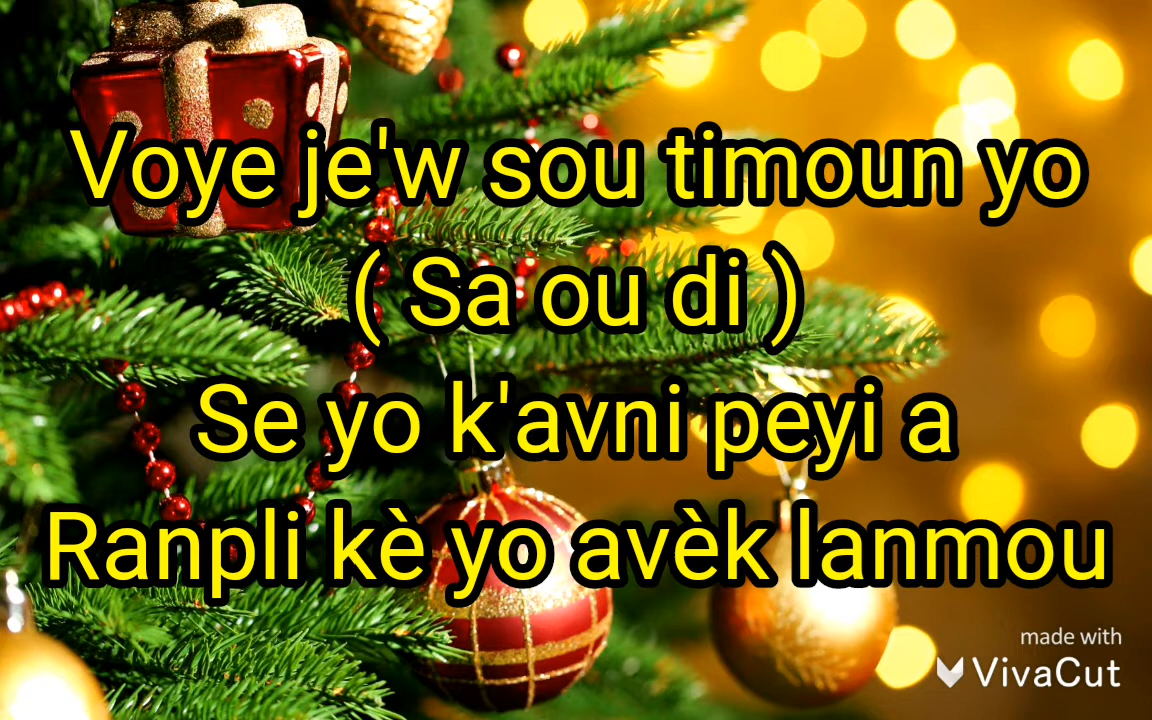 Voye je'w sou timoun yo
( Sa ou di )
Se yo k'avni peyi a
Ranpli kè yo avèk lanmou
made with
VivaCut